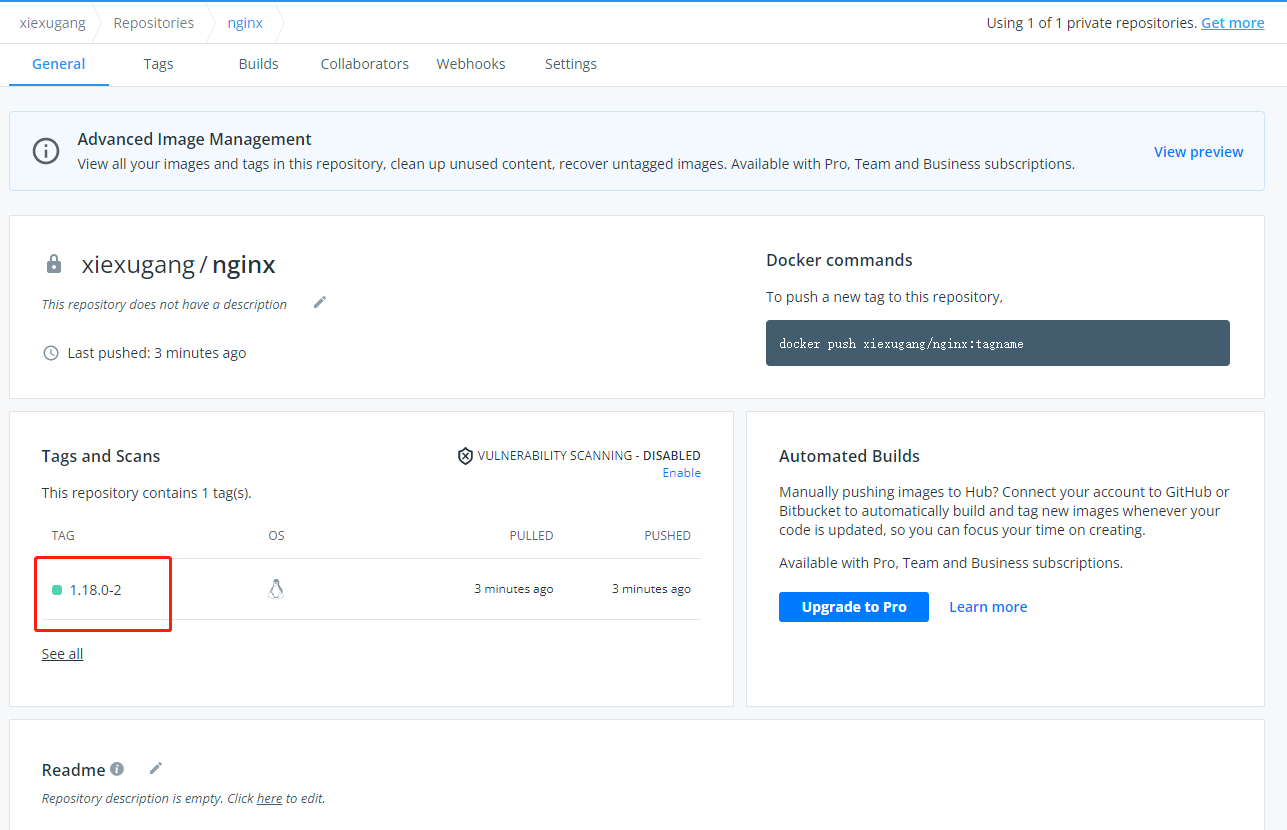 xiexugang Repositories nginx Using 1 of 1 private repositories. Get more
General Tags Builds Collaborators Webhooks Settings
Advanced Image Management
View all your images and tags in this repository, clean up unused content, recover untagged images. Available with Pro, Team and Business subscriptions.
View preview
xiexugang / nginx
This repository does not have a description
Last pushed: 3 minutes ago
Docker commands
To push a new tag to this repository,
docker push xiexugang/nginx:tagname
Tags and Scans
VULNERABILITY SCANNING - DISABLED
Enable
This repository contains 1 tag(s).
TAG OS PULLED PUSHED
1.18.0-2 3 minutes ago 3 minutes ago
See all
Automated Builds
Manually pushing images to Hub? Connect your account to GitHub or
Bitbucket to automatically build and tag new images whenever your
code is updated, so you can focus your time on creating.
Available with Pro, Team and Business subscriptions.
Upgrade to Pro Learn more
Readme
Repository description is empty. Click here to edit.